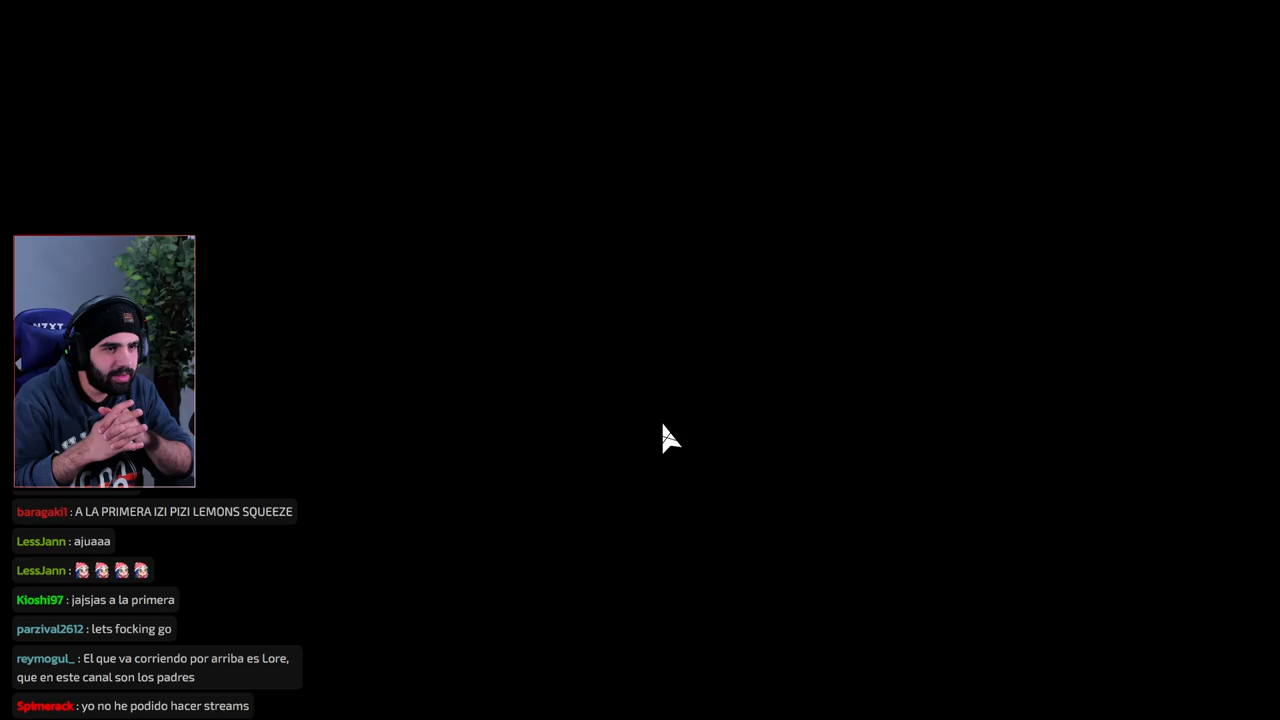 NZXT
baragaki1 : A LA PRIMERA IZI PIZI LEMONS SQUEEZE
LessJann : ajuaaa
LessJann :
Kioshi97 : jajsjas a la primera
parzival2612 : lets focking go
reymogul_ : El que va corriendo por arriba es Lore,
que en este canal son los padres
Spimerack : yo no he podido hacer streams